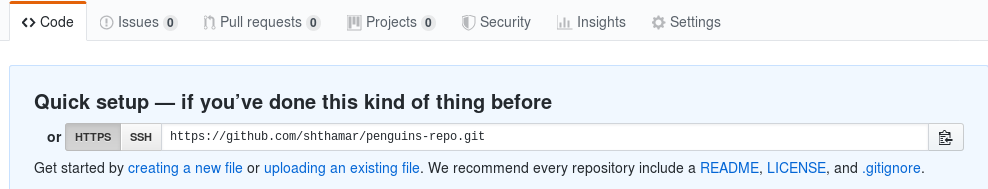 Code Issues 0 Pull requests 0 Projects 0 Security Insights Settings
Quick setup — if you’ve done this kind of thing before
or HTTPS SSH https://github.com/shthamar/penguins-repo.git
Get started by creating a new file or uploading an existing file. We recommend every repository include a README, LICENSE, and .gitignore.